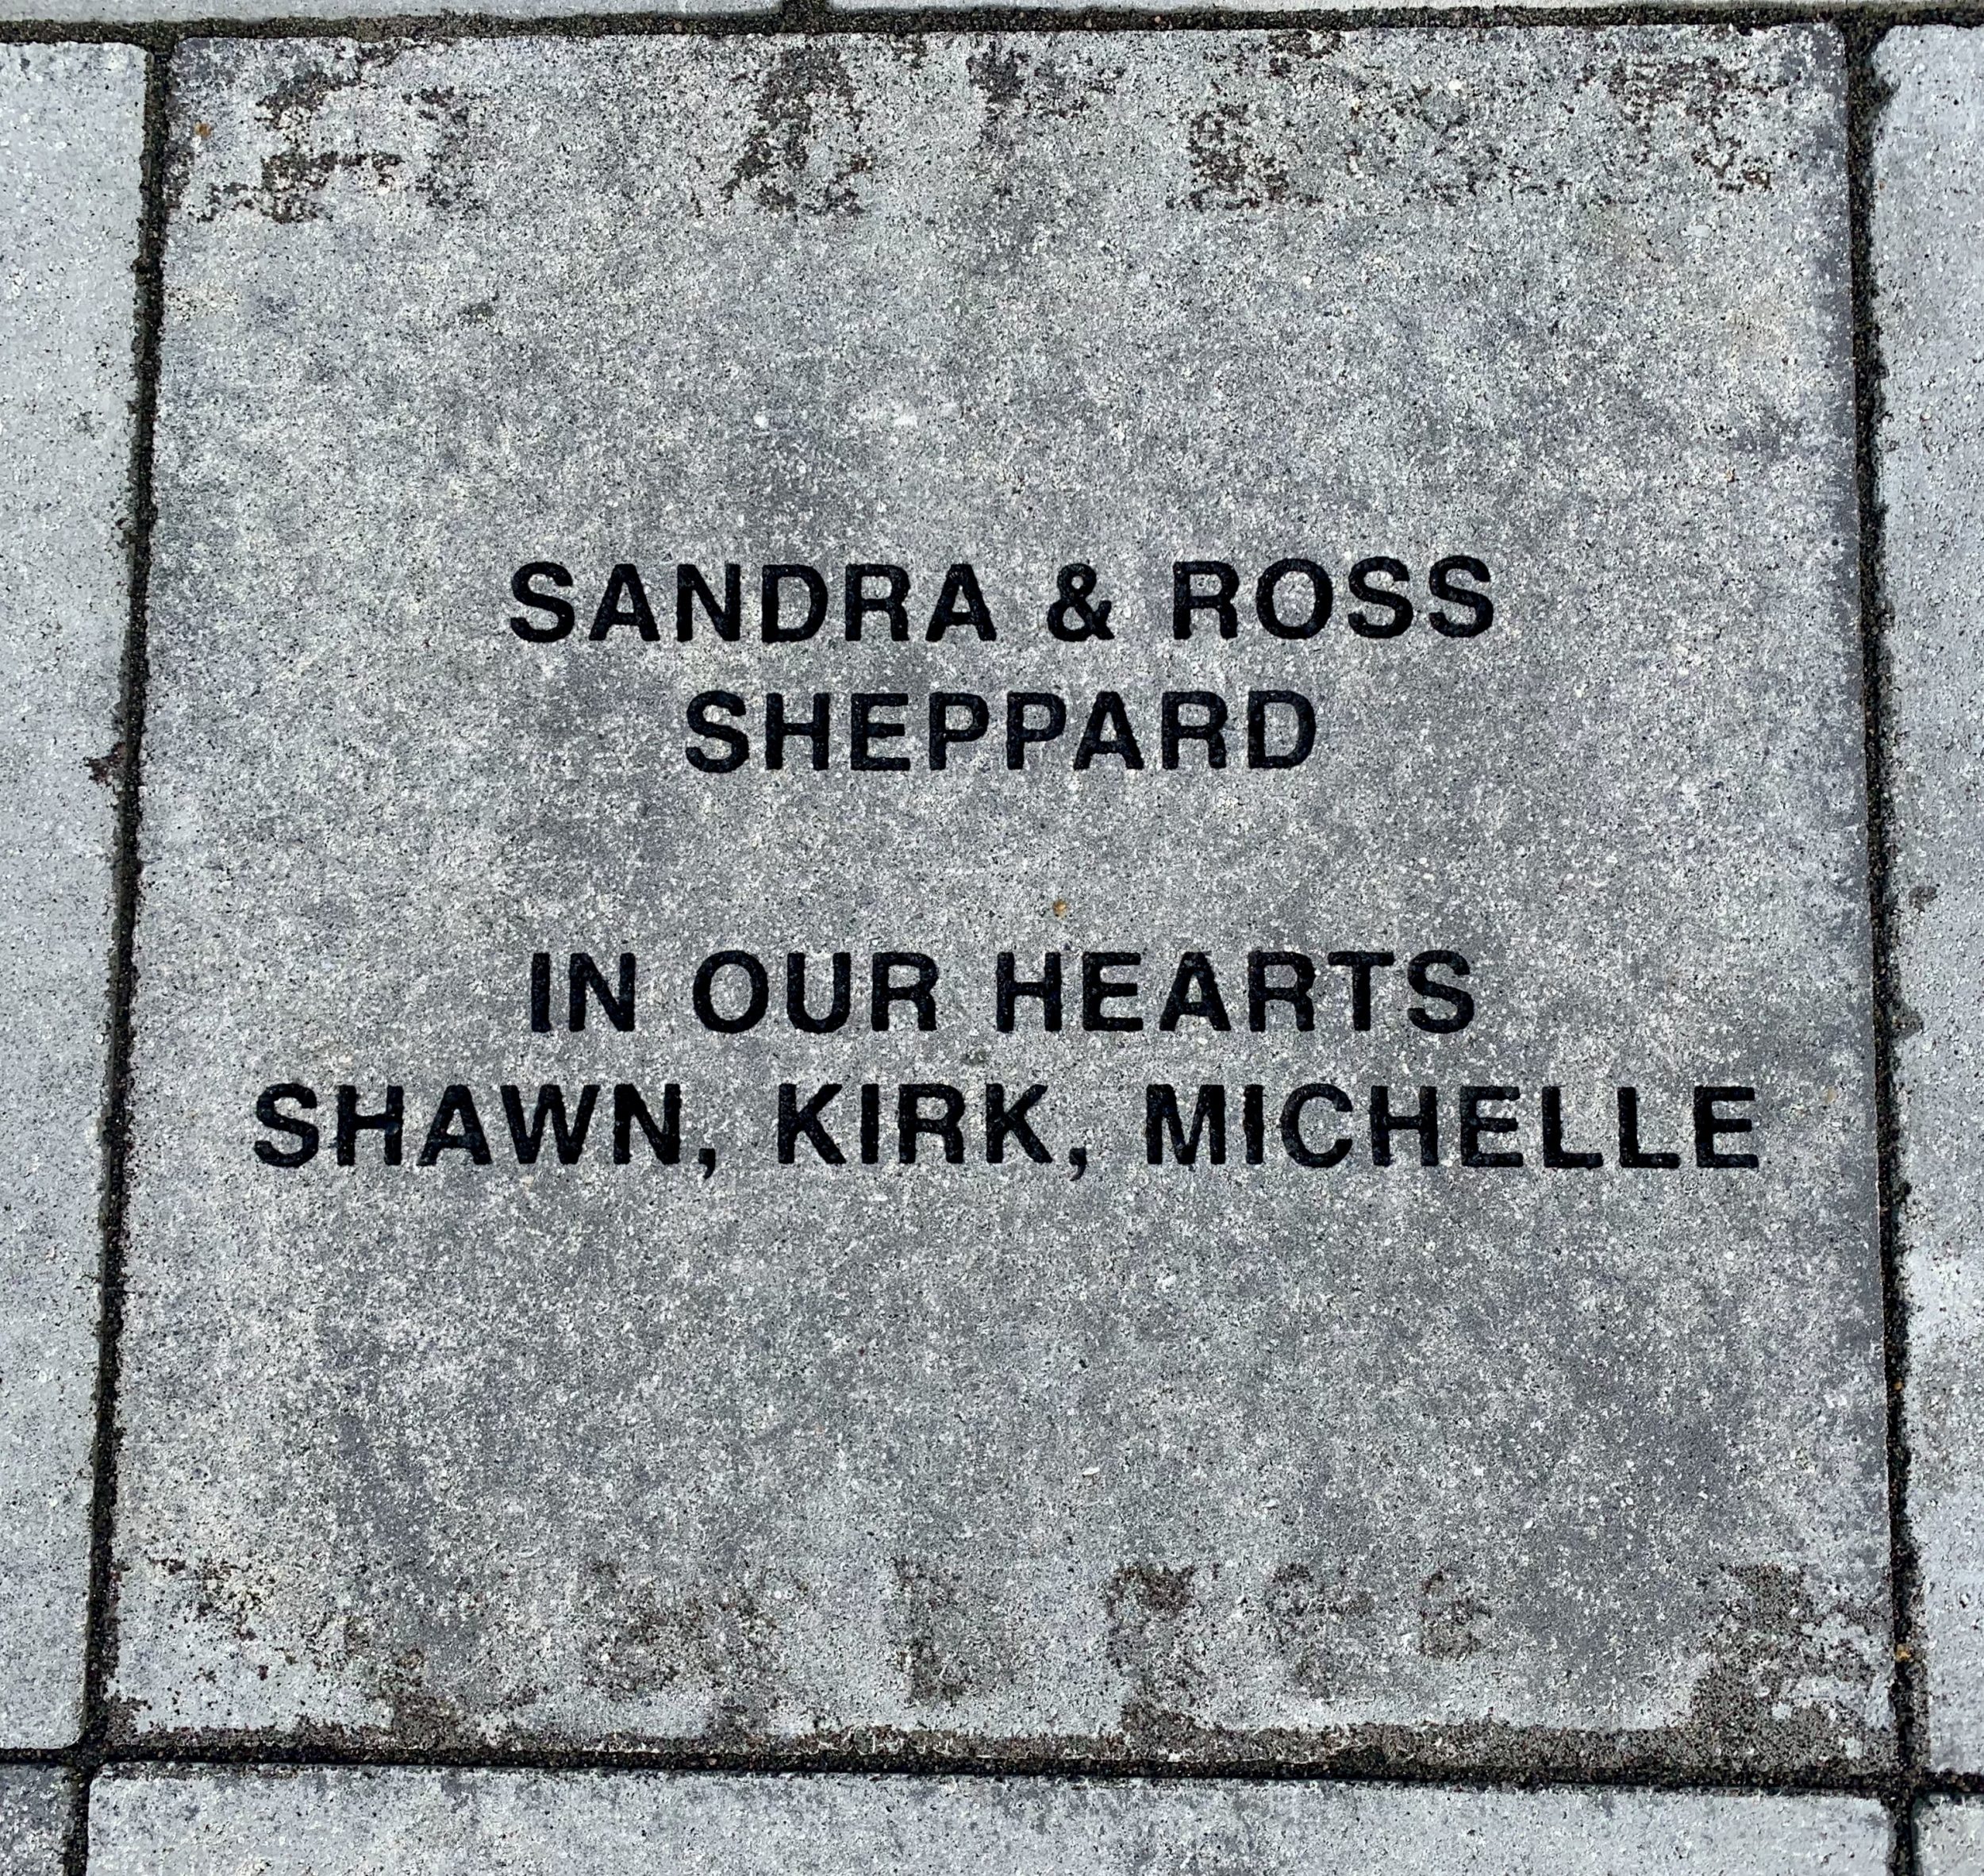 SANDRA & ROSS
SHEPPARD
IN OUR HEARTS
SHAWN, KIRK, MICHELLE